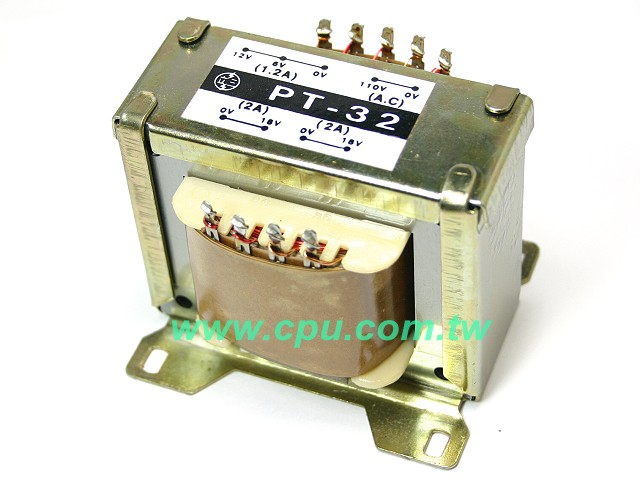 12V 6V 0V
(1.2A)
110V 0V
(A.C)
PT-32
0V (2A) 18V
0V (2A) 18V
www.cpu.com.tw